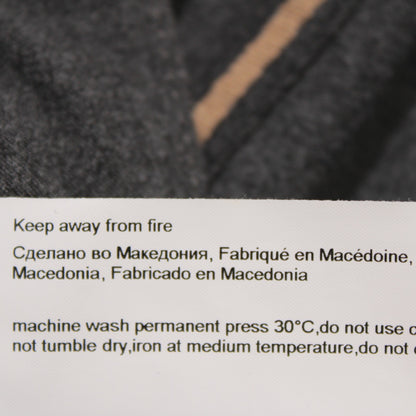 Keep away from fire
Сделано во Македония, Fabriqué en Macédoine,
Macedonia, Fabricado en Macedonia
machine wash permanent press 30°C,do not use
not tumble dry,iron at medium temperature,do not